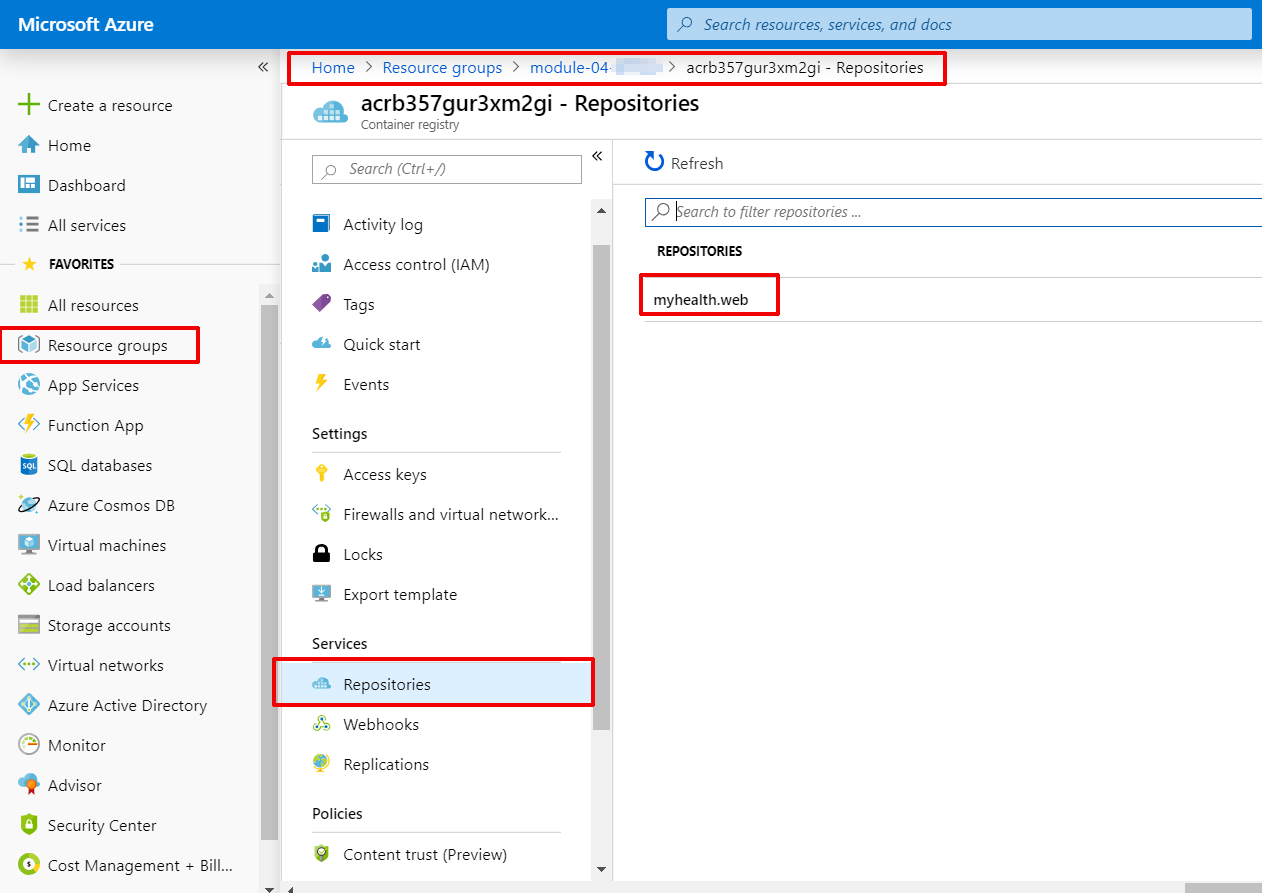 Microsoft Azure
Search resources, services, and docs
«
Create a resource
Home
Dashboard
All services
FAVORITES
All resources
Resource groups
App Services
Function App
SQL databases
Azure Cosmos DB
Virtual machines
Load balancers
Storage accounts
Virtual networks
Azure Active Directory
Monitor
Advisor
Security Center
Cost Management + Bill...
Home > Resource groups > module-04- > acrb357gur3xm2gi - Repositories
acrb357gur3xm2gi - Repositories
Container registry
Search (Ctrl+/)
«
Activity log
Access control (IAM)
Tags
Quick start
Events
Settings
Access keys
Firewalls and virtual network...
Locks
Export template
Services
Repositories
Webhooks
Replications
Policies
Content trust (Preview)
Refresh
Search to filter repositories ...
REPOSITORIES
myhealth.web